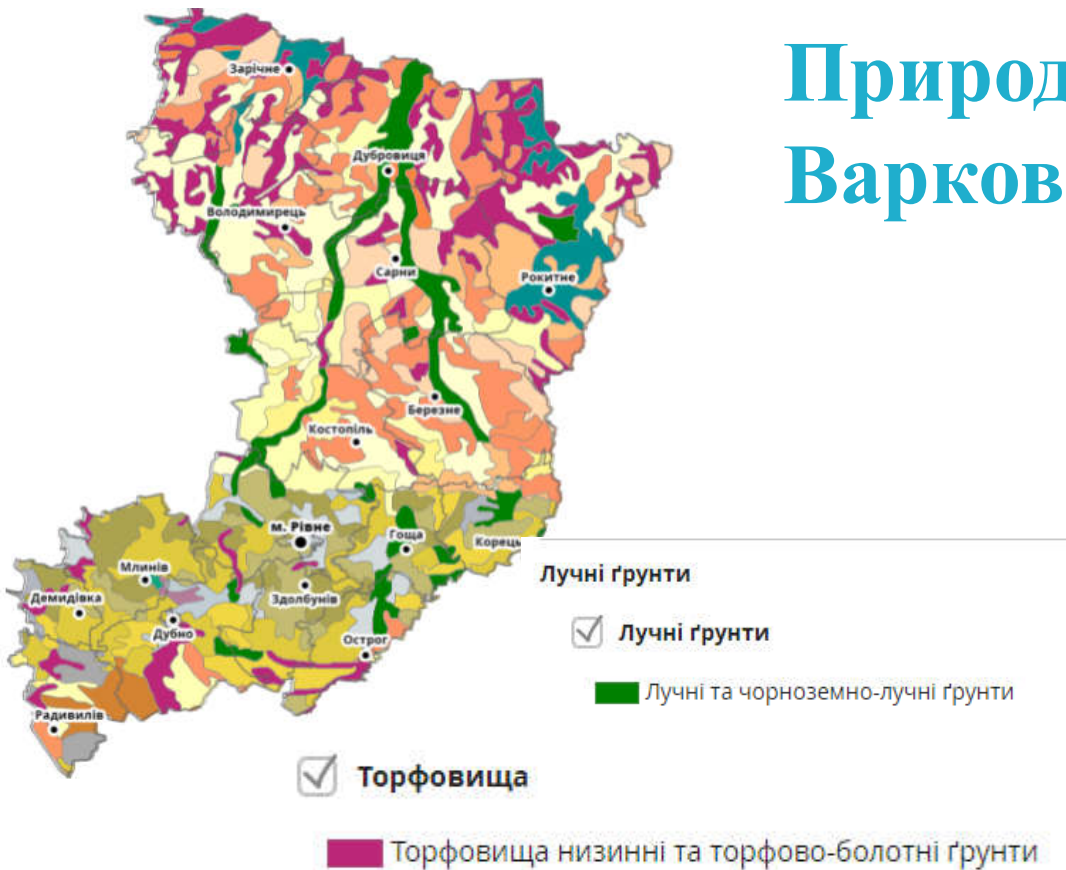 Природ
Варков
Зарічне
Дубровиця
Володимирець
Сарни
Рокитне
Березне
Костопіль
м. Рівне
Гоща
Корець
Млинів
Здолбунів
Демидівка
Дубно
Острог
Радивилів
Лучні ґрунти
Лучні ґрунти
Лучні та чорноземно-лучні ґрунти
Торфовища
Торфовища низинні та торфово-болотні ґрунти